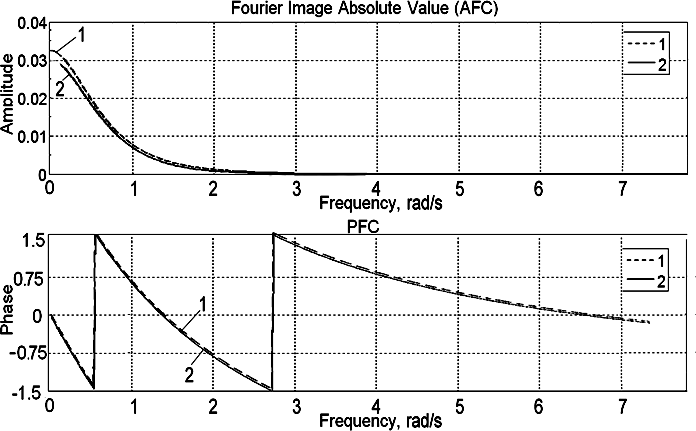 Fourier Image Absolute Value (AFC)
Amplitude
0.04
0.03
0.02
0.01
0
1
2
1
2
0 1 2 3 4 5 6 7
Frequency, rad/s
PFC
Phase
1.5
0.75
0
-0.75
-1.5
1
2
1
2
0 1 2 3 4 5 6 7
Frequency, rad/s